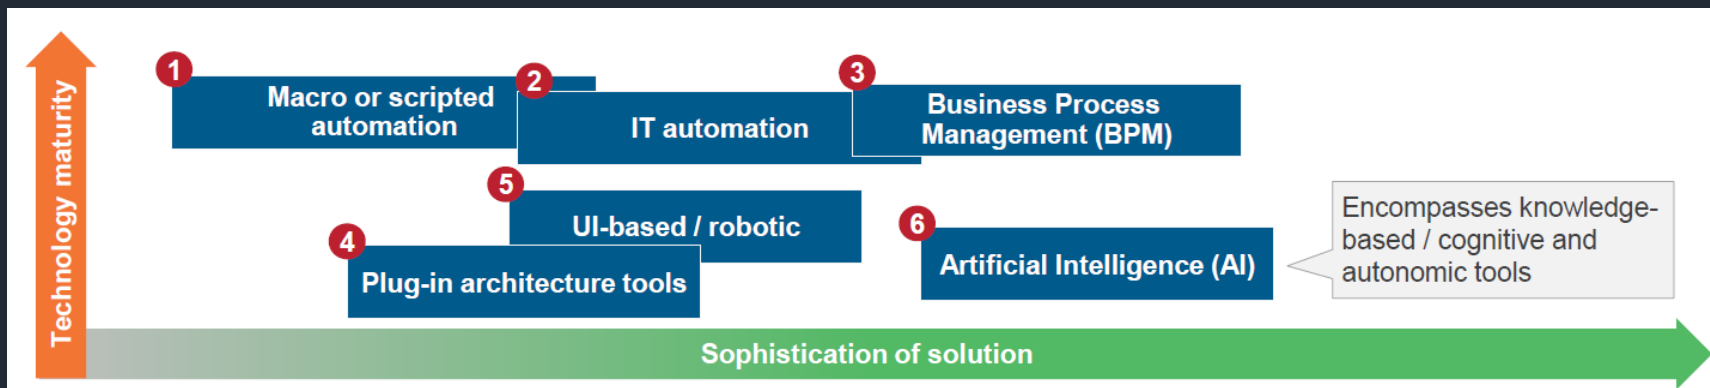 Technology maturity
1
Macro or scripted
automation
2
IT automation
3
Business Process
Management (BPM)
5
UI-based / robotic
4
Plug-in architecture tools
6
Artificial Intelligence (AI)
Encompasses knowledge-
based / cognitive and
autonomic tools
Sophistication of solution